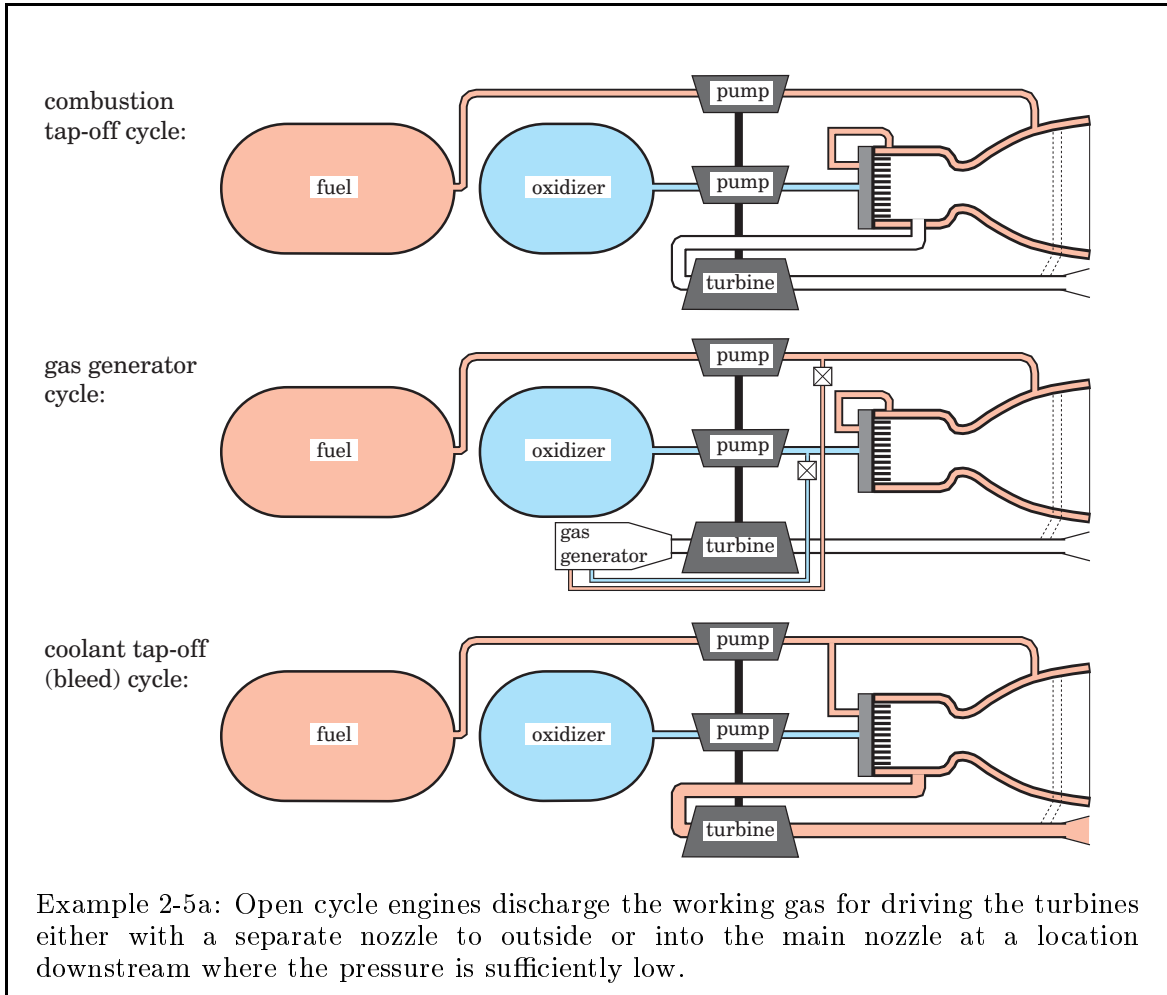 combustion
tap-off cycle:
pump
fuel
oxidizer
pump
turbine
gas generator
cycle:
pump
fuel
oxidizer
pump
gas
generator
turbine
coolant tap-off
(bleed) cycle:
pump
fuel
oxidizer
pump
turbine
Example 2-5a: Open cycle engines discharge the working gas for driving the turbines
either with a separate nozzle to outside or into the main nozzle at a location
downstream where the pressure is sufficiently low.